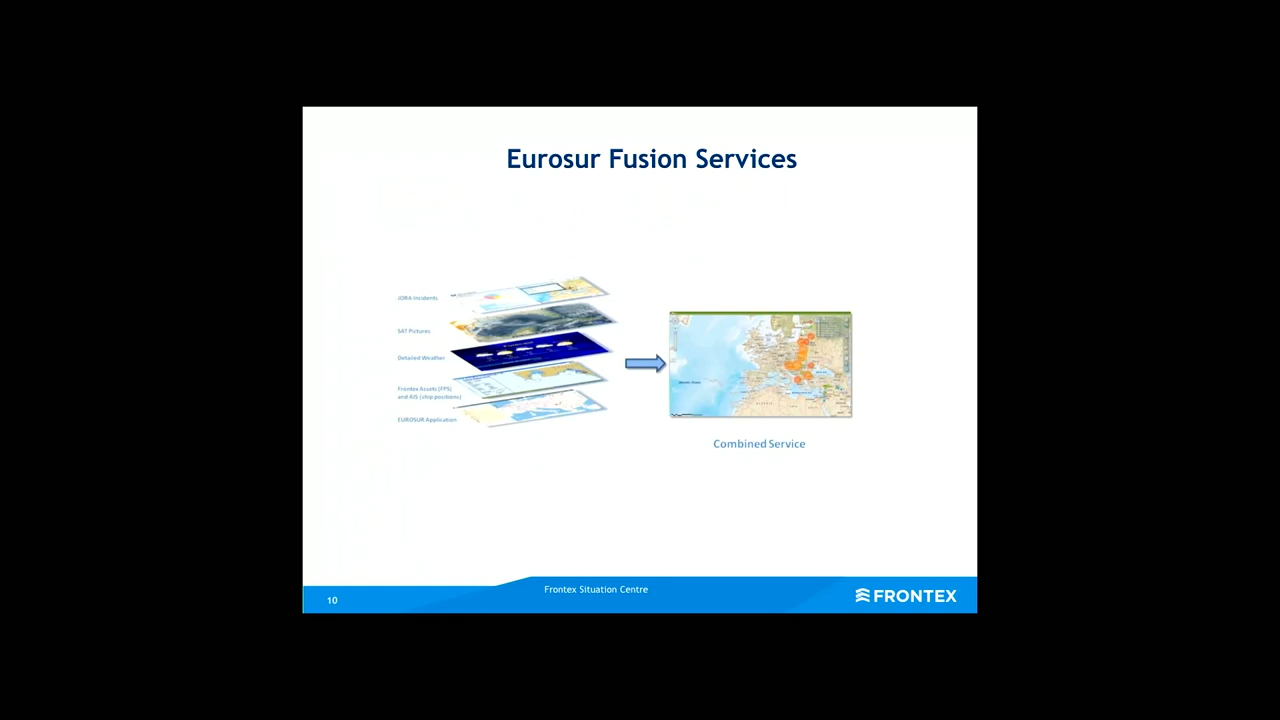 Eurosur Fusion Services
JORA Incidents
SAT Pictures
Detailed Weather
Frontex Assets (FPS)
and AIS (ship positions)
EUROSUR Application
Combined Service
Frontex Situation Centre
10
FRONTEX